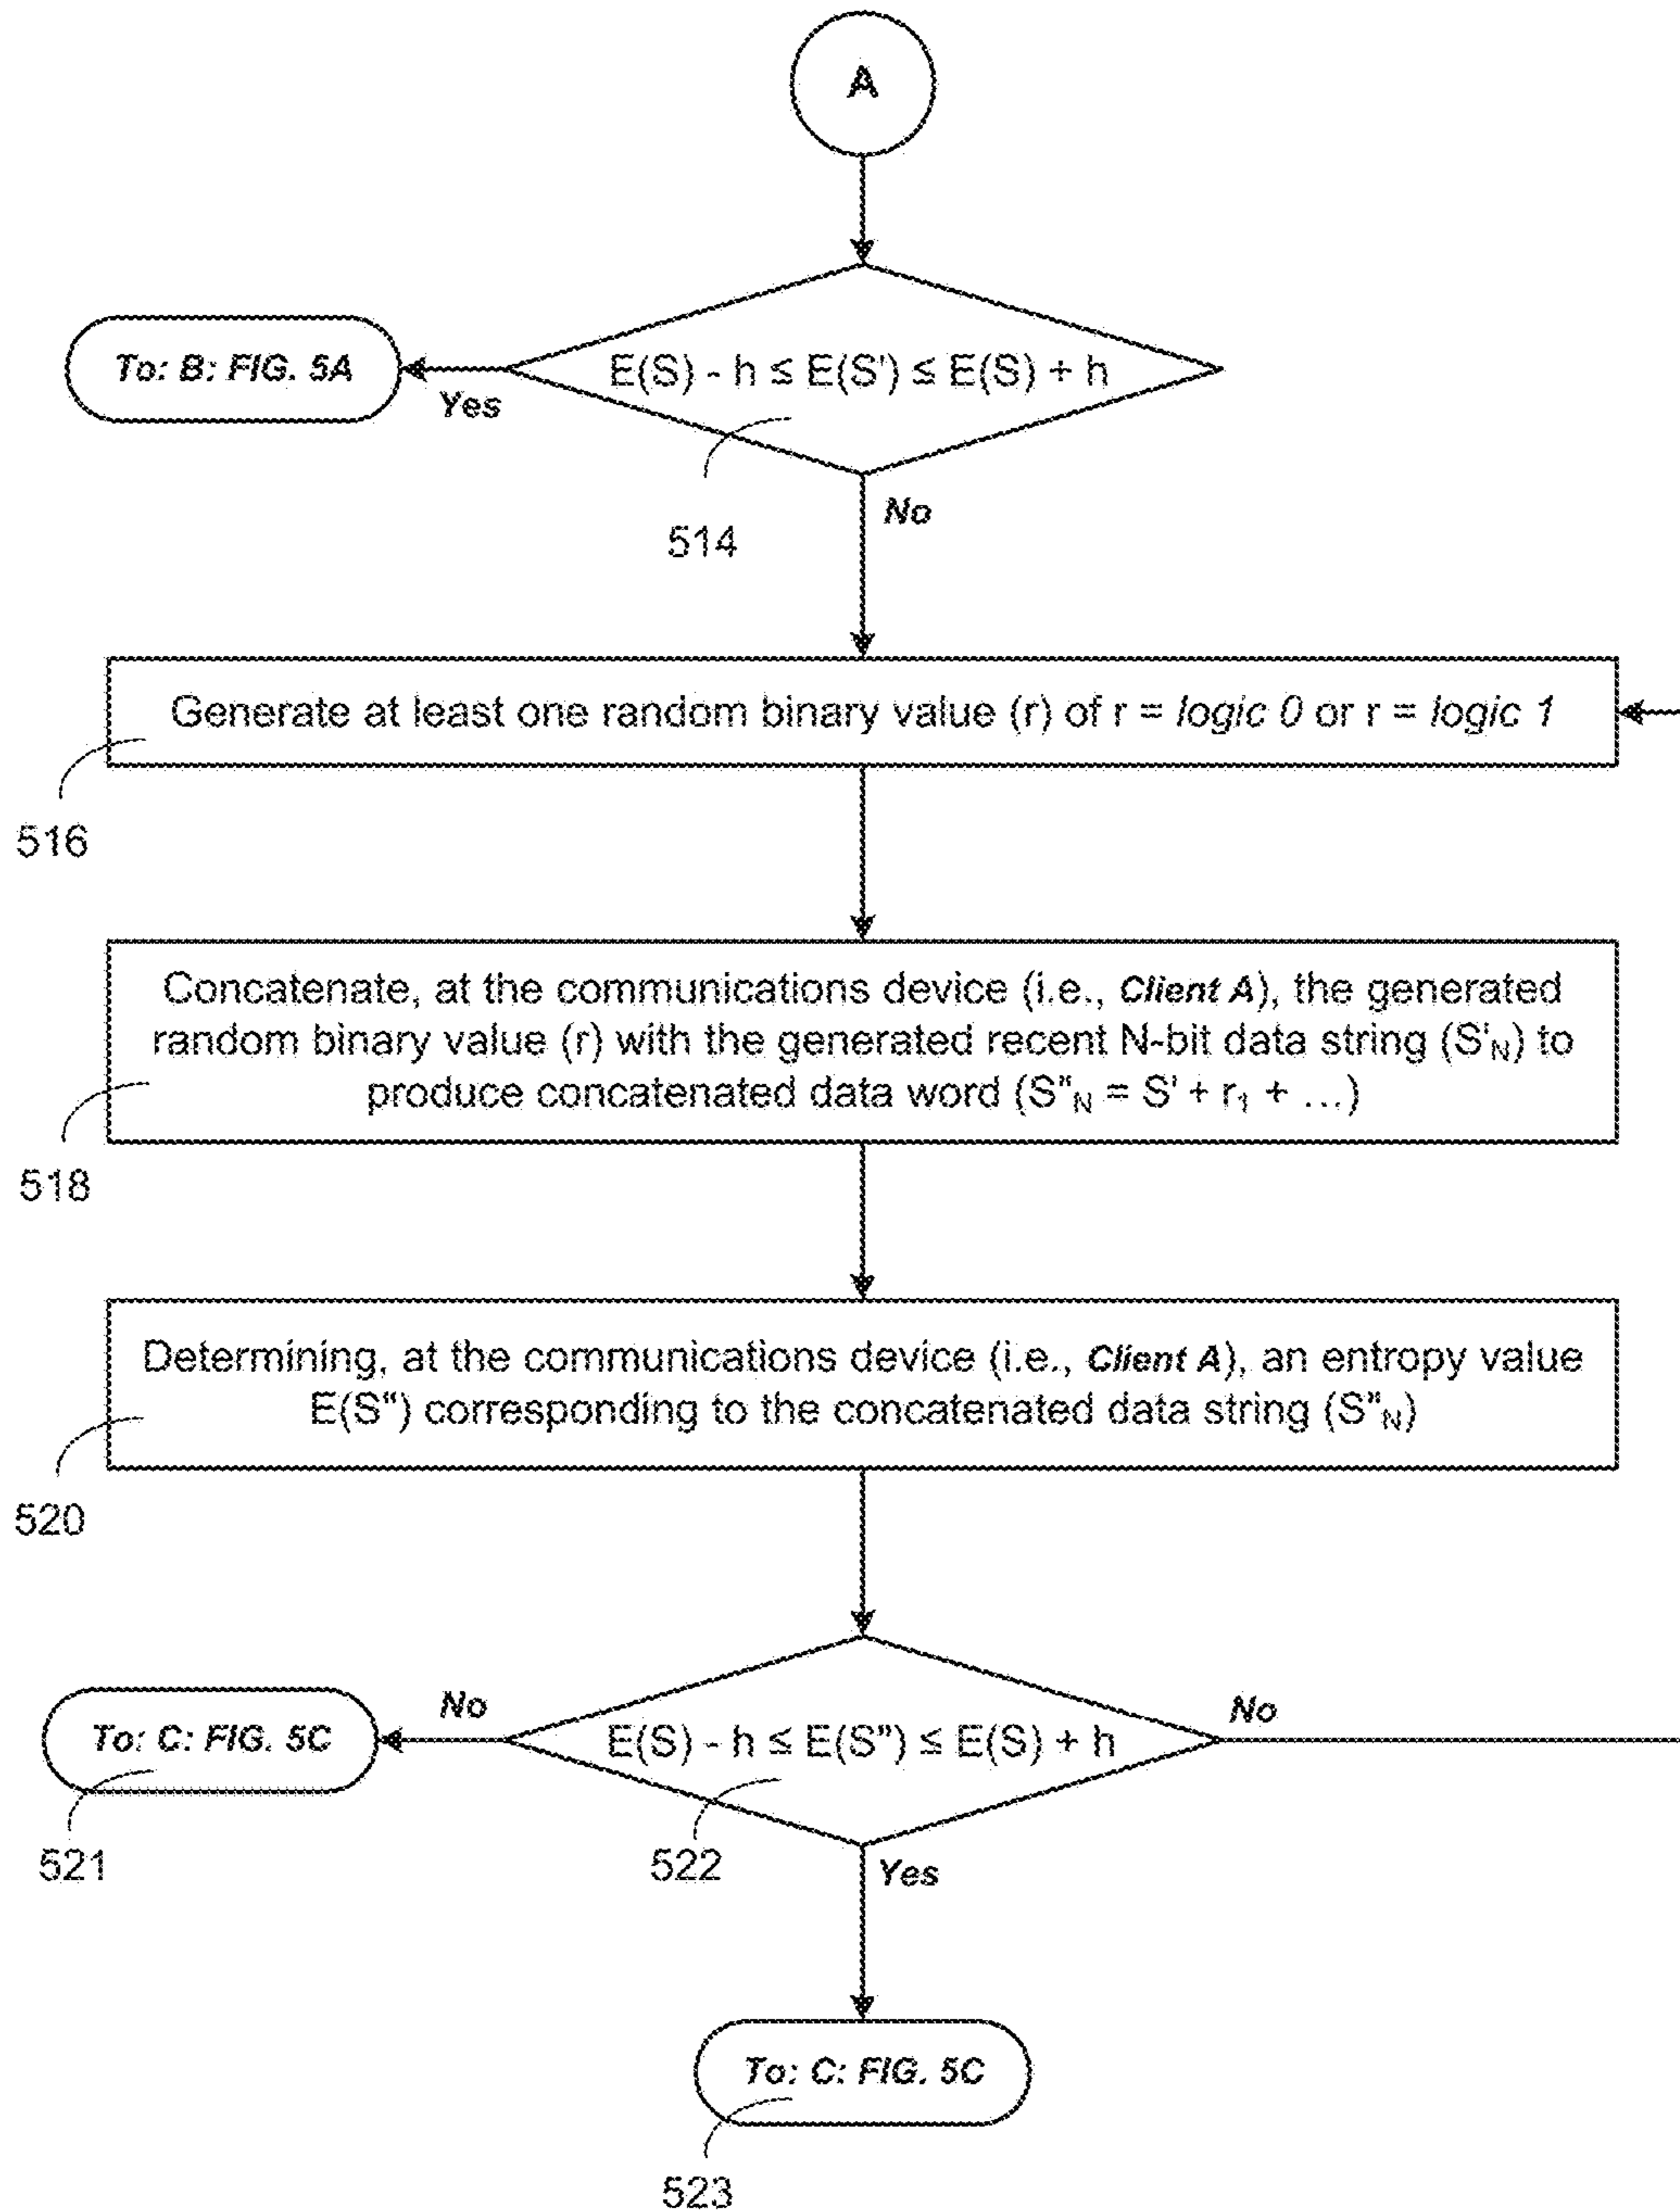 A
E(S) - h ≤ E(S') ≤ E(S) + h
To: B: FIG. 5A
Yes
No
514
Generate at least one random binary value (r) of r = logic 0 or r = logic 1
516
Concatenate, at the communications device (i.e., Client A), the generated
random binary value (r) with the generated recent N-bit data string (S'N) to
produce concatenated data word (S"N = S' + r1 + ...)
518
Determining, at the communications device (i.e., Client A), an entropy value
E(S") corresponding to the concatenated data string (S"N)
520
To: C: FIG. 5C
No
E(S) - h ≤ E(S") ≤ E(S) + h
No
521
522
Yes
To: C: FIG. 5C
523